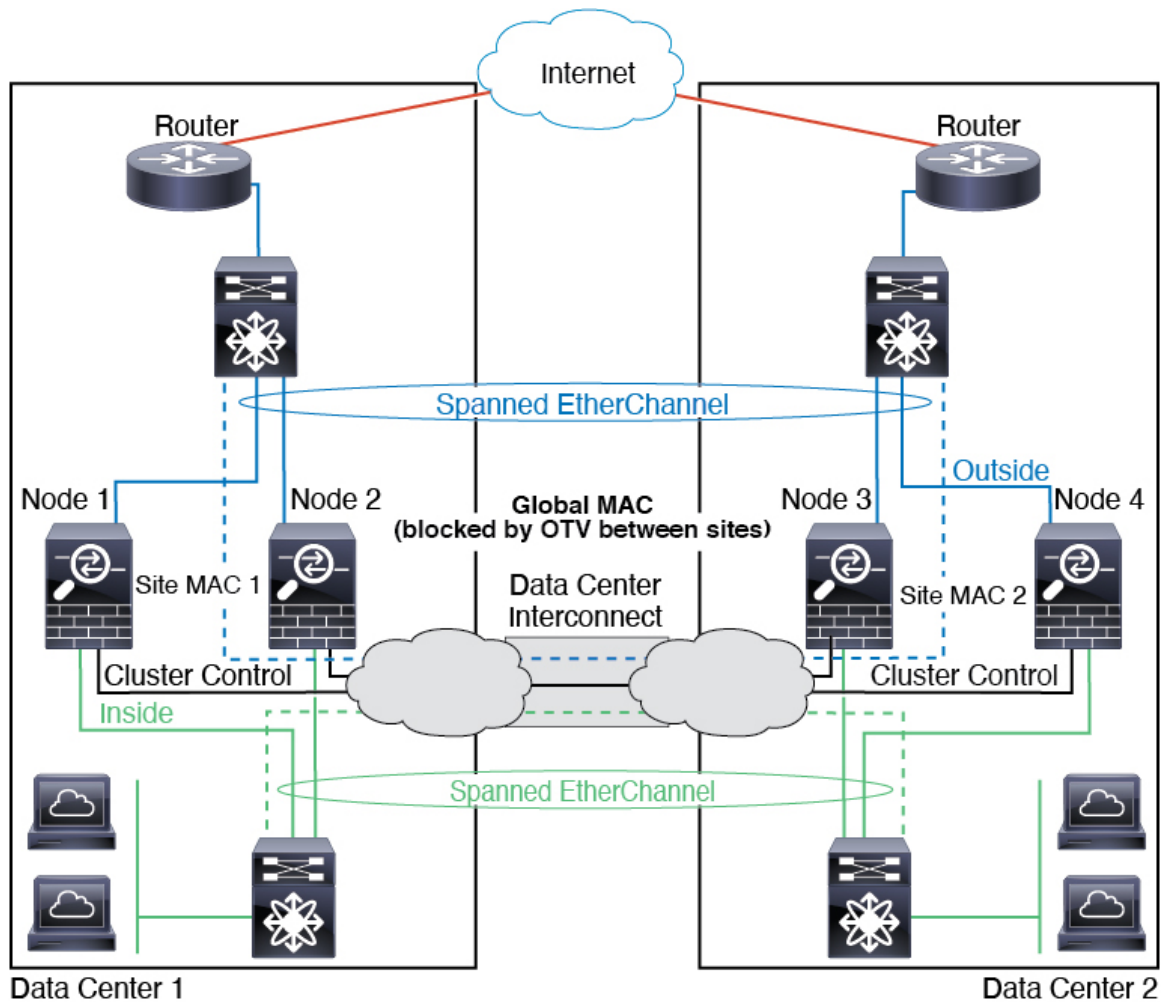 Internet
Router
Router
Spanned EtherChannel
Outside
Node 1
Node 2
Global MAC
(blocked by OTV between sites)
Node 3
Node 4
Site MAC 1
Data Center
Interconnect
Site MAC 2
Cluster Control
Cluster Control
Inside
Spanned EtherChannel
Data Center 1
Data Center 2